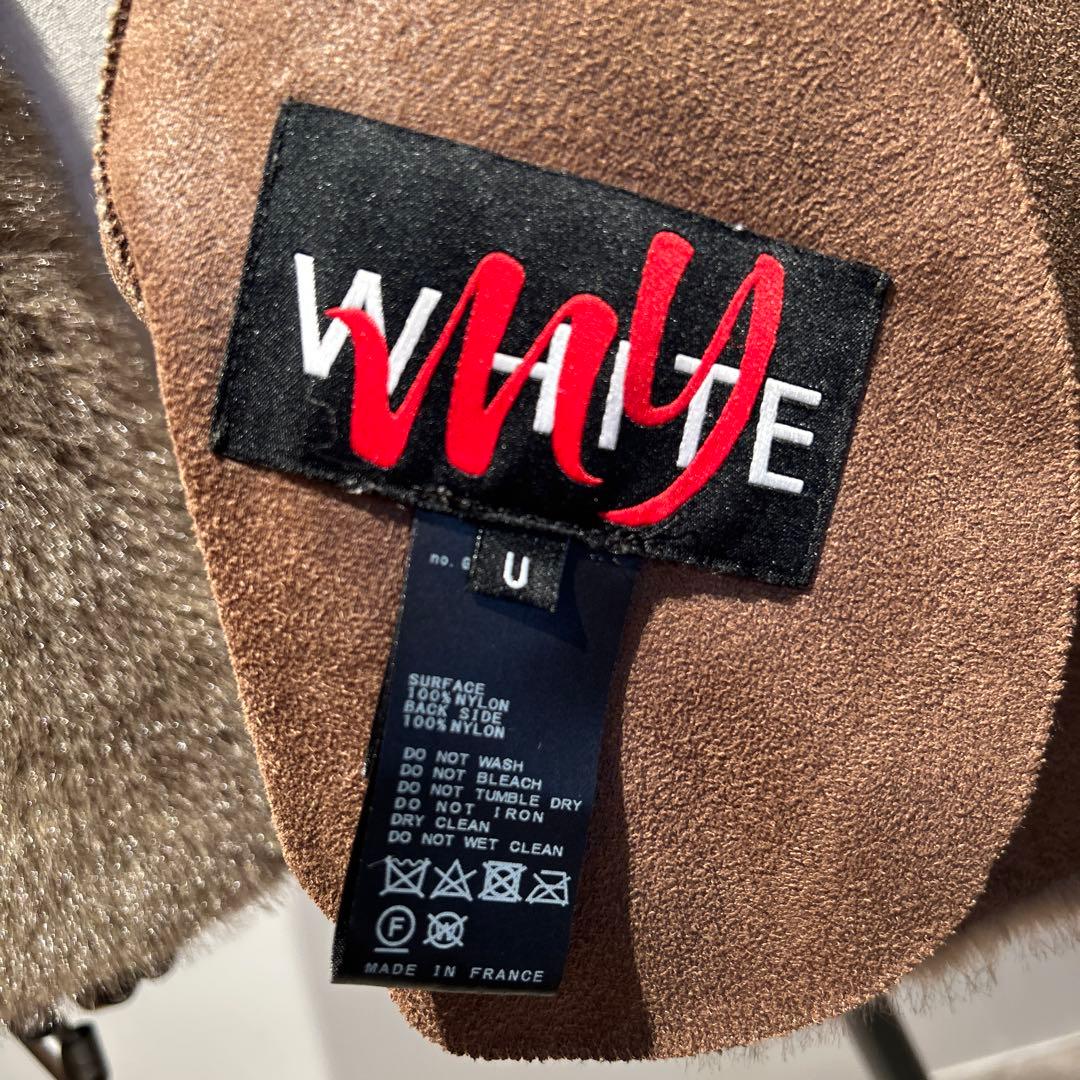 my
WHITE
no. G
U
SURFACE
100%NYLON
BACK SIDE
100%NYLON
DO NOT WASH
DO NOT BLEACH
DO NOT TUMBLE DRY
DO NOT IRON
DRY CLEAN
DO NOT WET CLEAN
F W
MADE IN FRANCE